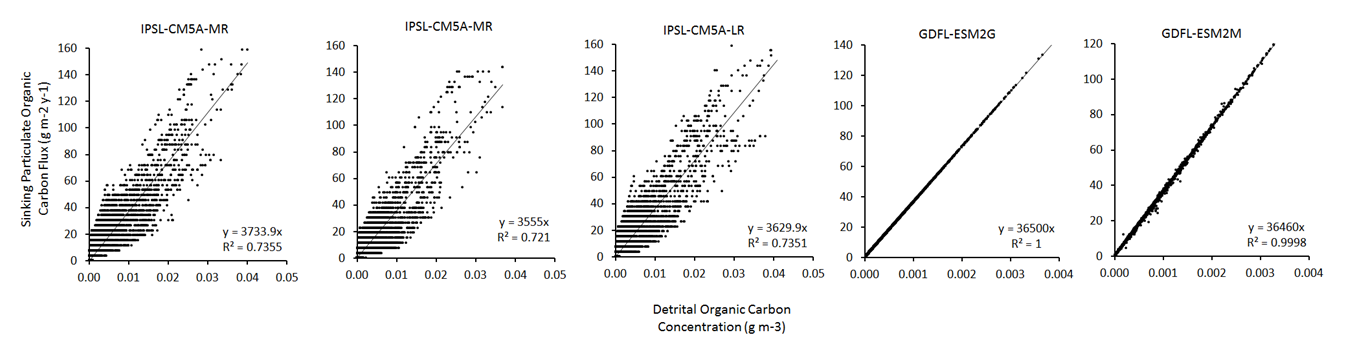 IPSL-CM5A-MR
IPSL-CM5A-MR
IPSL-CM5A-LR
GDFL-ESM2G
GDFL-ESM2M
Sinking Particulate Organic
Carbon Flux (g m-2 y-1)
160
140
120
100
80
60
40
20
0
0.00 0.01 0.02 0.03 0.04 0.05
y = 3733.9x
R² = 0.7355
160
140
120
100
80
60
40
20
0
0.00 0.01 0.02 0.03 0.04 0.05
y = 3555x
R² = 0.721
160
140
120
100
80
60
40
20
0
0.00 0.01 0.02 0.03 0.04 0.05
y = 3629.9x
R² = 0.7351
140
120
100
80
60
40
20
0
0.000 0.001 0.002 0.003 0.004
y = 36500x
R² = 1
120
100
80
60
40
20
0
0.000 0.001 0.002 0.003 0.004
y = 36460x
R² = 0.9998
Detrital Organic Carbon
Concentration (g m-3)